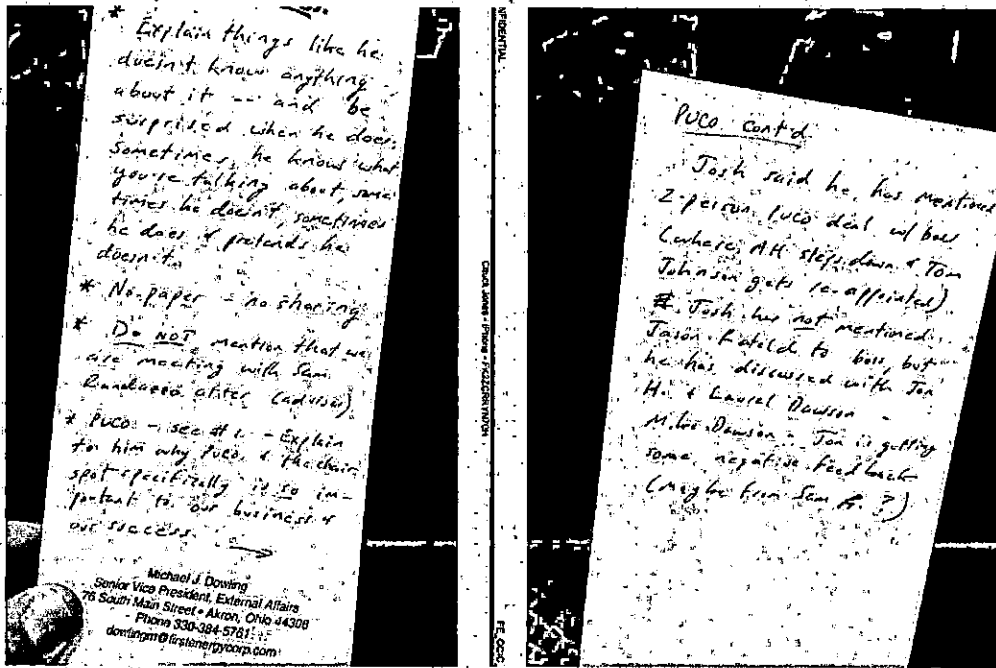 * Explain things like he
doesn't know anything
about it -- and be
surprised when he does.
Sometimes, he knows what
you're talking about, some
times he doesn't, sometimes
he does & pretends he
doesn't.
* No paper - no sharing
* Do NOT mention that we
are meeting with Sam
Randazzo after (advisor)
* PUCO - see #1. - Explain
to him why PUCO & the chair
spot specifically is so im-
portant to our business &
our success.
Michael J. Dowling
Senior Vice President, External Affairs
76 South Main Street • Akron, Ohio 44308
Phone 330-384-5761
dowlingm@firstenergycorp.com
NFIDENTIAL
FE_CCIC
PUCO cont'd
Josh said he has mentioned
2-person PUCO deal w/ boss
(where AH steps down & Tom
Johnson gets re-appointed)
Josh has not mentioned
Jason to boss, but
he has discussed with Jon
Hu. & Laurel Dawson -
Mike Dawson - Jon is getting
some negative feedback
(maybe from Sam R.?)